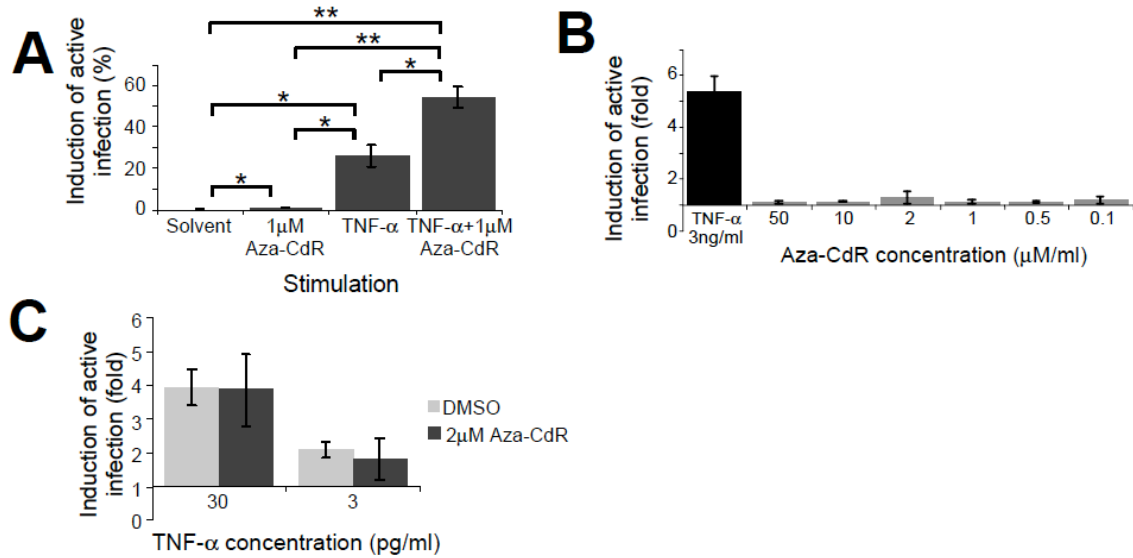 A
Induction of active
infection (%)
60
40
20
0
**
**
*
*
*
*
Solvent
1μM
Aza-CdR
TNF-α
TNF-α+1μM
Aza-CdR
Stimulation
B
Induction of active
infection (fold)
6
4
2
0
TNF-α
3ng/ml
50
10
2
1
0.5
0.1
Aza-CdR concentration (μM/ml)
C
Induction of active
infection (fold)
6
5
4
3
2
1
0
30
3
DMSO
2μM Aza-CdR
TNF-α concentration (pg/ml)